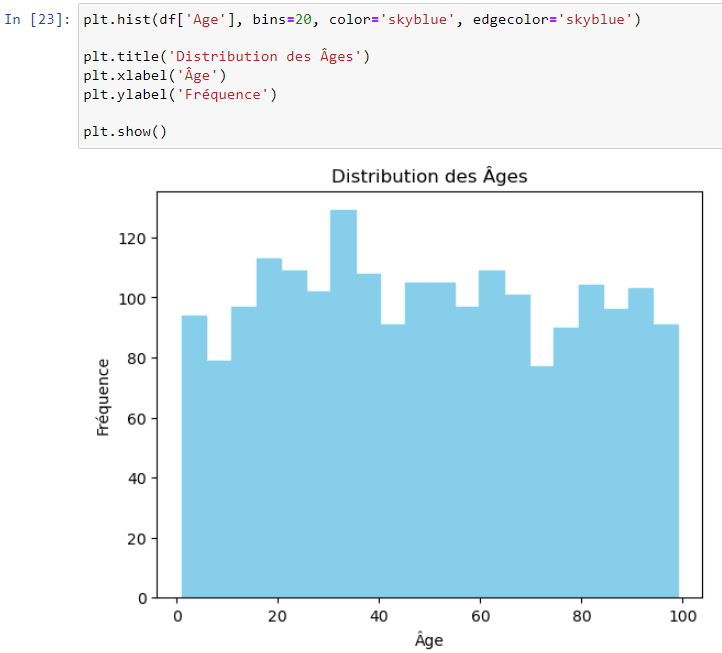 In [23]: plt.hist(df['Age'], bins=20, color='skyblue', edgecolor='skyblue')
plt.title('Distribution des Âges')
plt.xlabel('Âge')
plt.ylabel('Fréquence')
plt.show()
Distribution des Âges
120
100
80
60
40
20
0
Fréquence
0 20 40 60 80 100
Âge